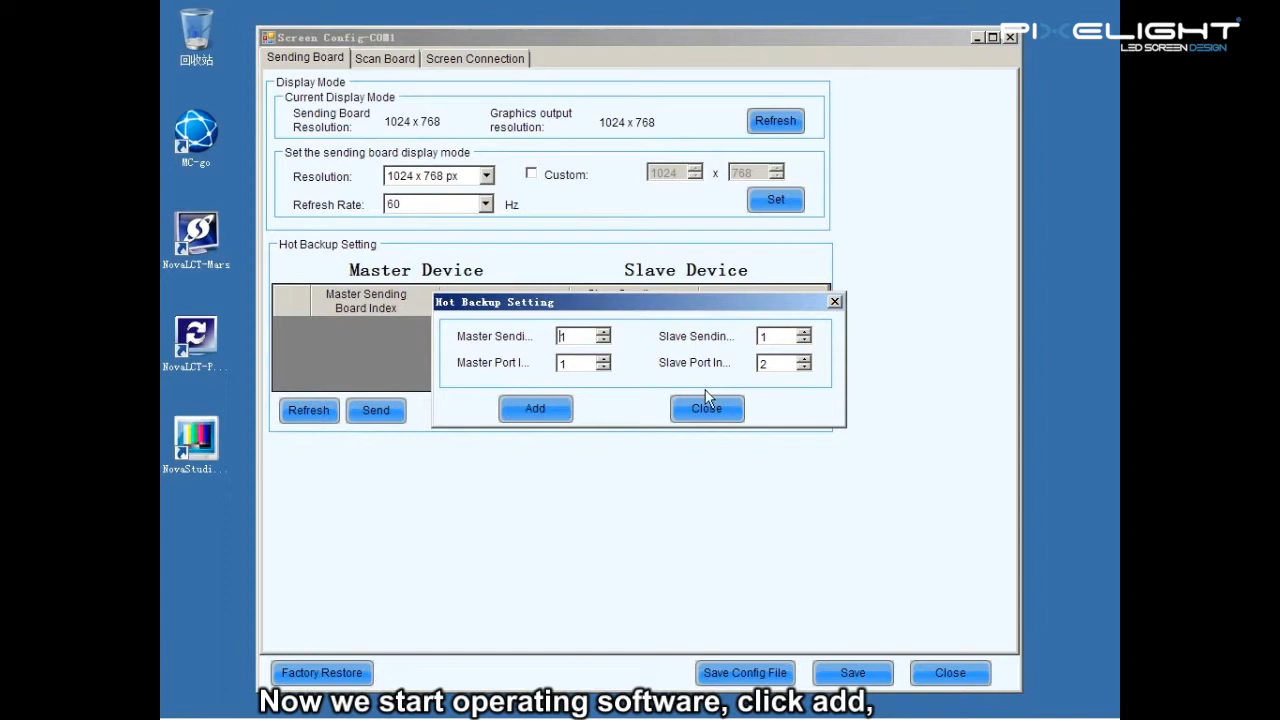 PIXELIGHT
LED SCREEN DESIGN
回收站
MC-go
NovaLCT-Mars
NovaLCT-P...
NovaStudi...
Screen Config-COM1
Sending Board
Scan Board
Screen Connection
Display Mode
Current Display Mode
Sending Board
Resolution:
1024 x 768
Graphics output
resolution:
1024 x 768
Refresh
Set the sending board display mode
Resolution:
1024 x 768 px
Custom:
1024
x
768
Refresh Rate:
60
Hz
Set
Hot Backup Setting
Master Device
Slave Device
Master Sending
Board Index
Hot Backup Setting
Master Sendi...
1
Slave Sendin...
1
Master Port I...
1
Slave Port In...
2
Add
Close
Refresh
Send
Factory Restore
Save Config File
Save
Close
Now we start operating software, click add,